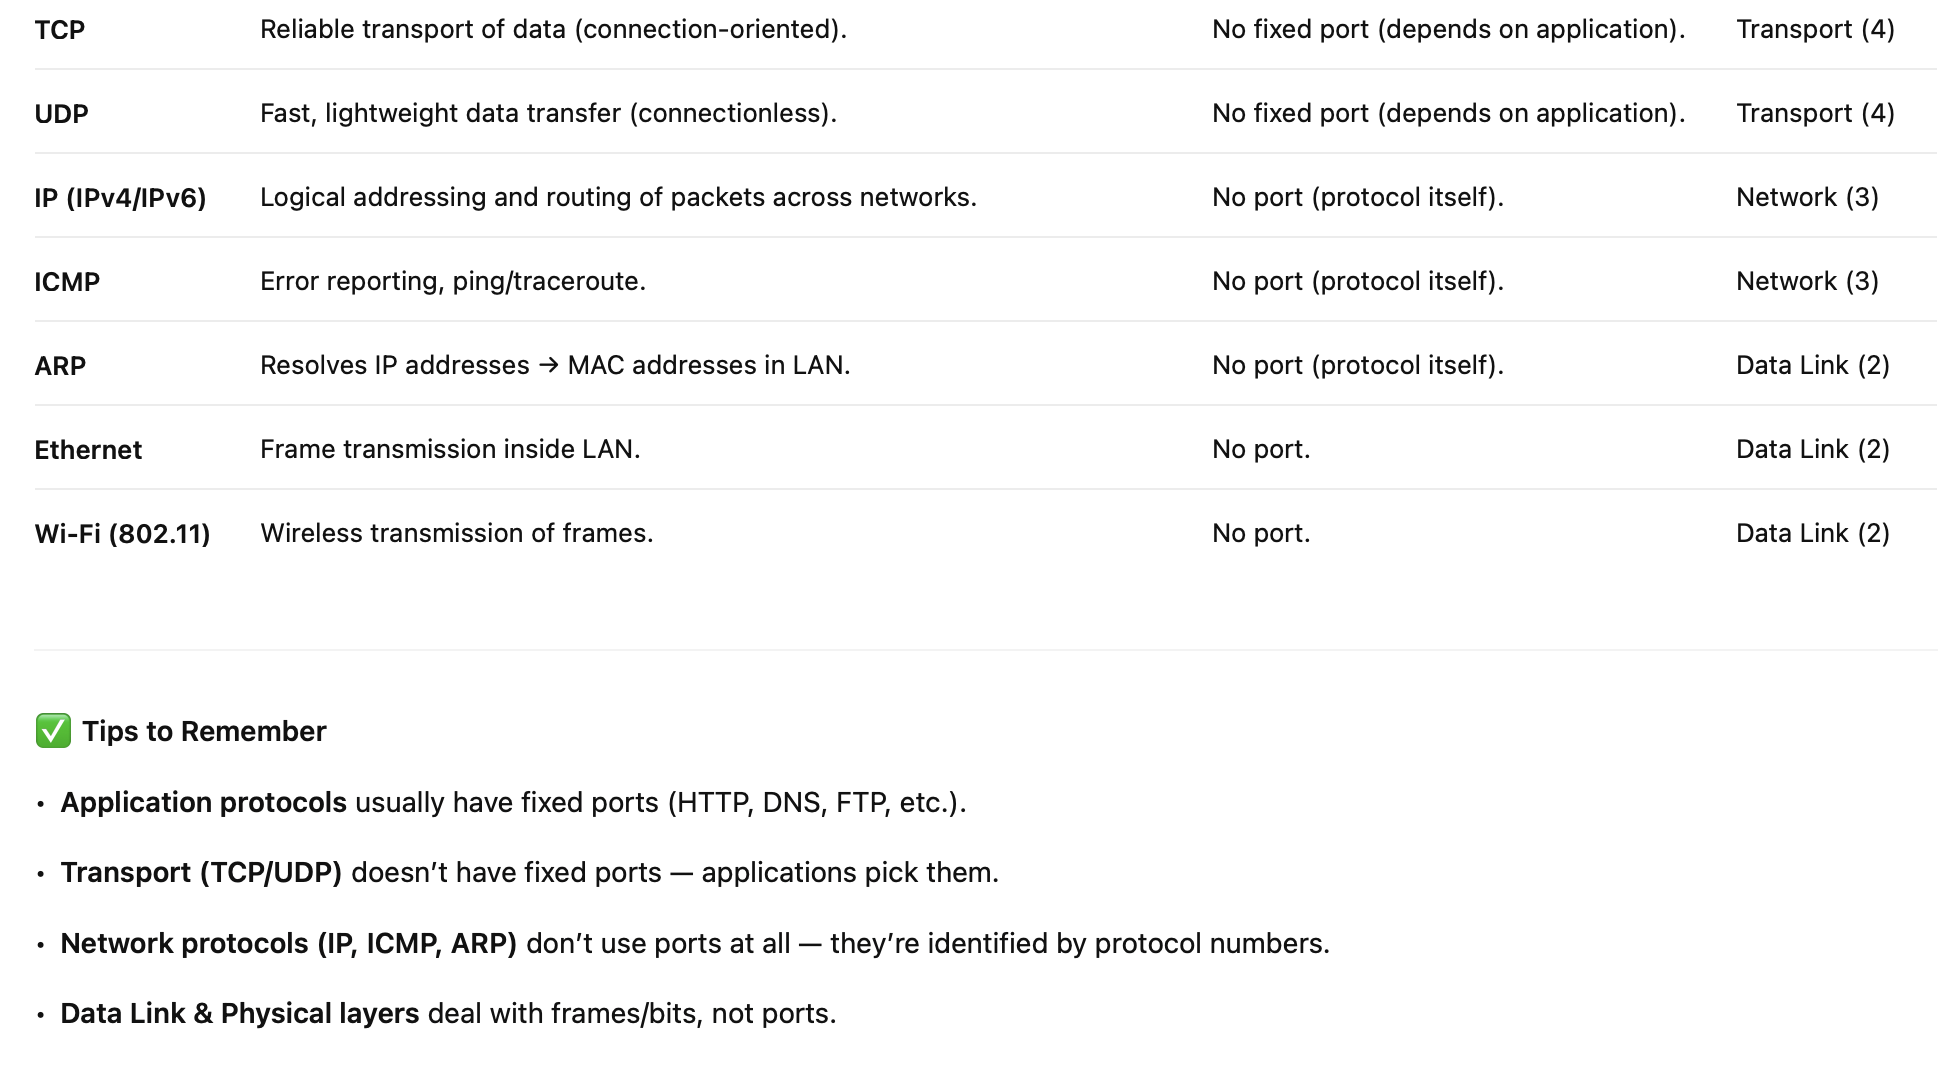 TCP Reliable transport of data (connection-oriented). No fixed port (depends on application). Transport (4)
UDP Fast, lightweight data transfer (connectionless). No fixed port (depends on application). Transport (4)
IP (IPv4/IPv6) Logical addressing and routing of packets across networks. No port (protocol itself). Network (3)
ICMP Error reporting, ping/traceroute. No port (protocol itself). Network (3)
ARP Resolves IP addresses → MAC addresses in LAN. No port (protocol itself). Data Link (2)
Ethernet Frame transmission inside LAN. No port. Data Link (2)
Wi-Fi (802.11) Wireless transmission of frames. No port. Data Link (2)
✅ Tips to Remember
• Application protocols usually have fixed ports (HTTP, DNS, FTP, etc.).
• Transport (TCP/UDP) doesn’t have fixed ports — applications pick them.
• Network protocols (IP, ICMP, ARP) don’t use ports at all — they’re identified by protocol numbers.
• Data Link & Physical layers deal with frames/bits, not ports.